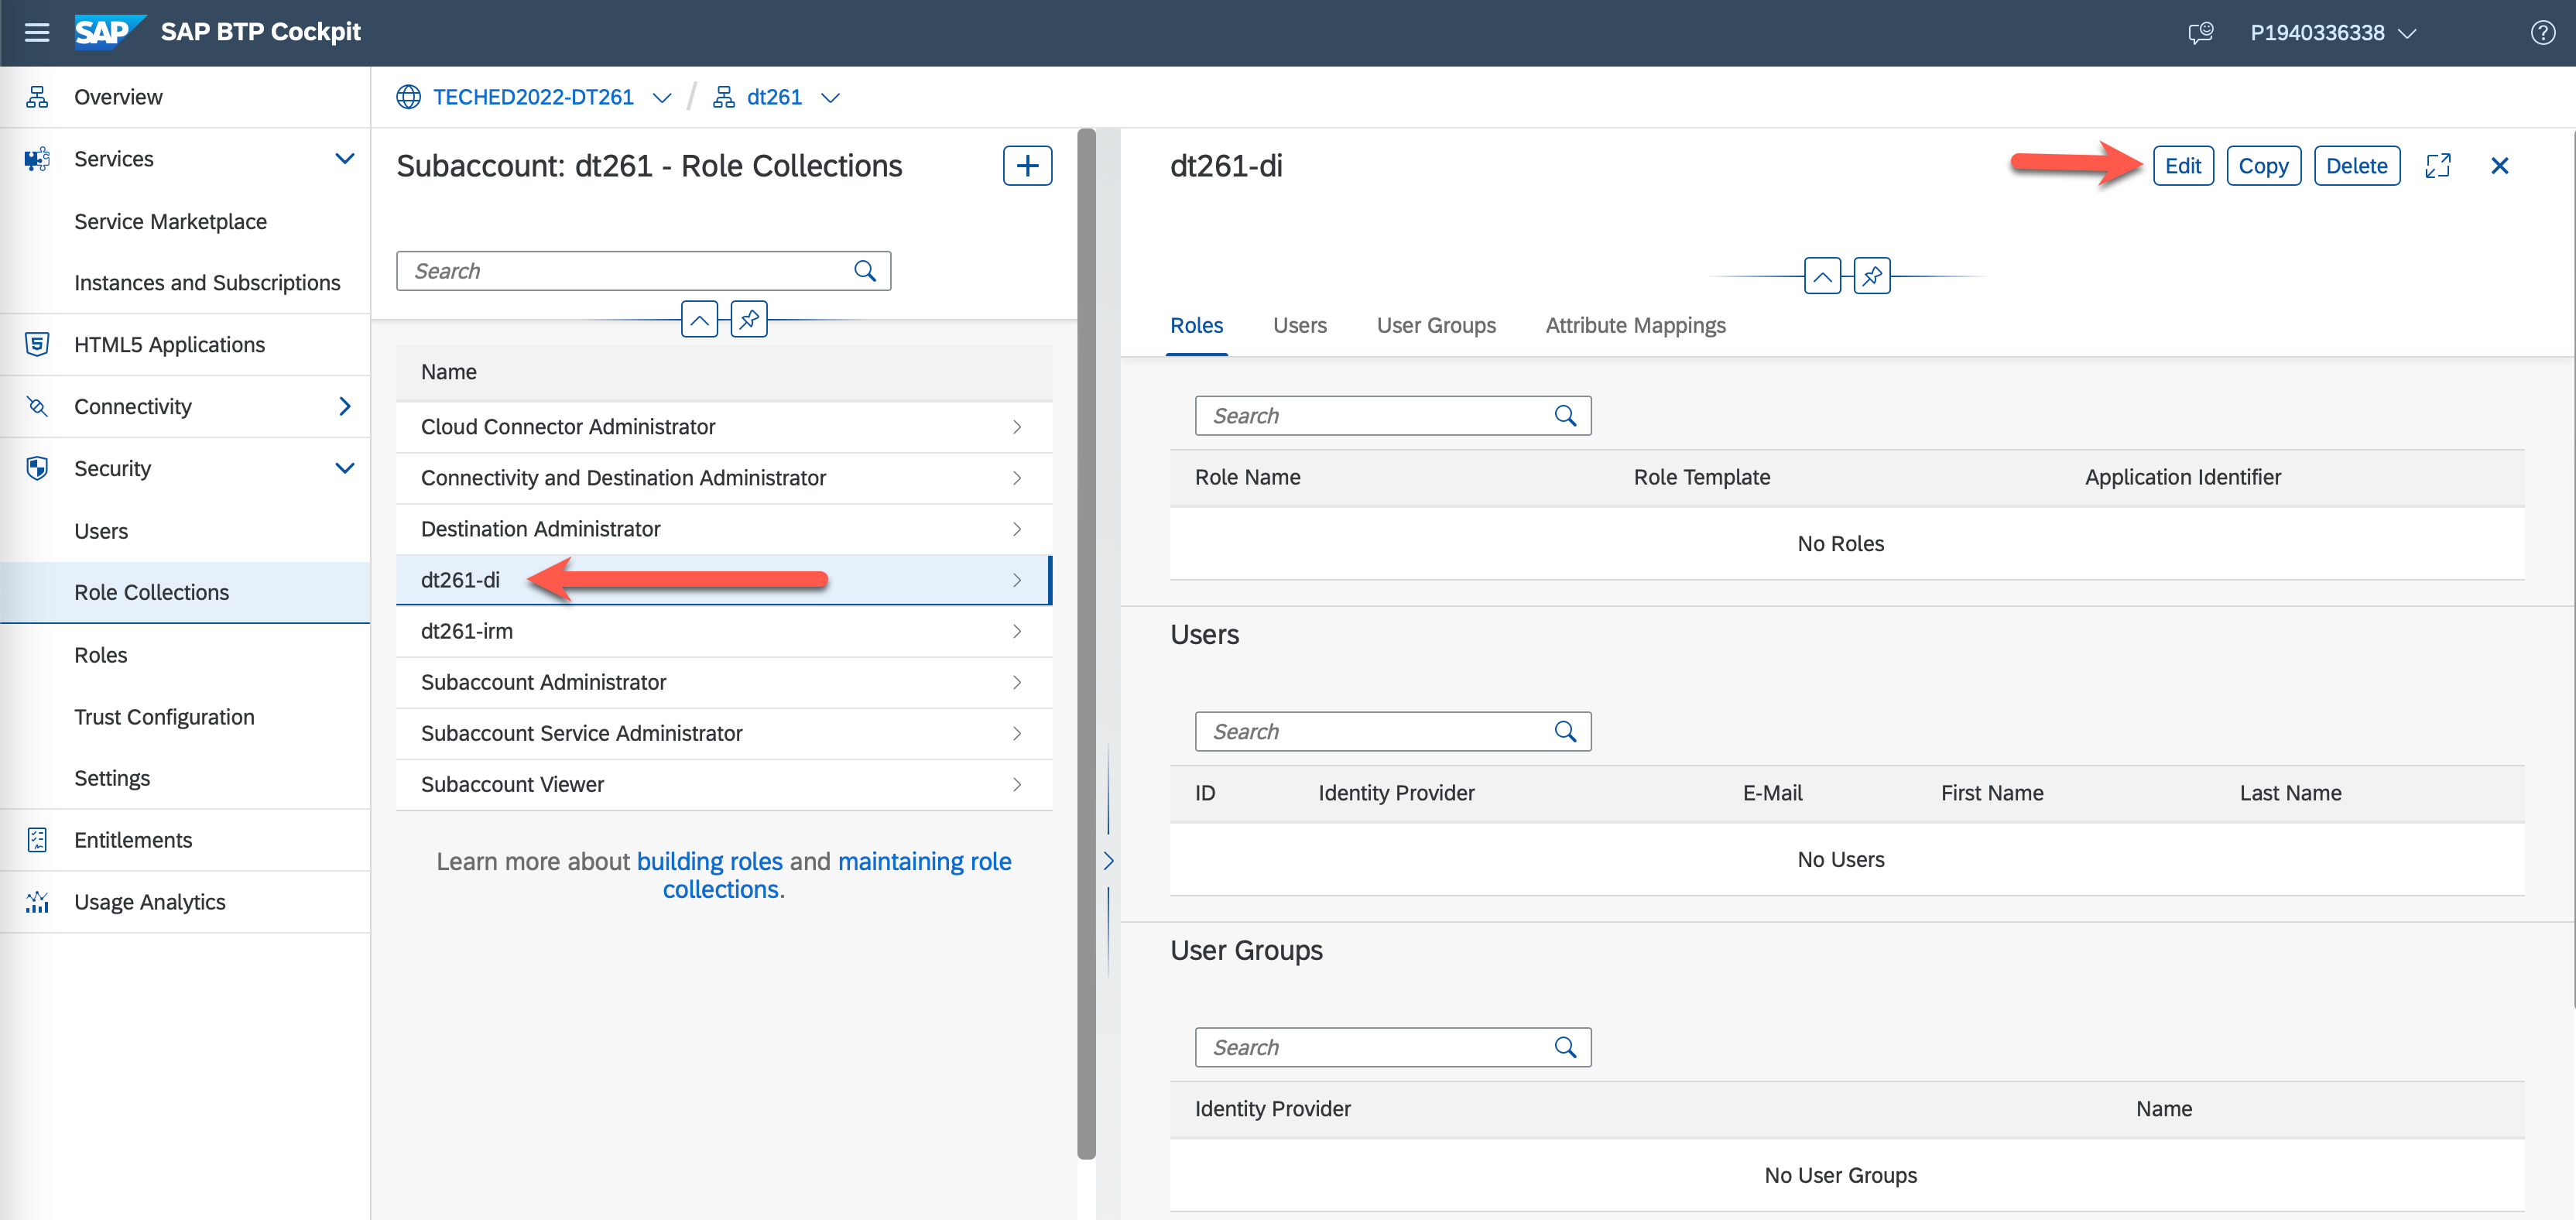 SAP SAP BTP Cockpit
P1940336338
Overview
Services
Service Marketplace
Instances and Subscriptions
HTML5 Applications
Connectivity
Security
Users
Role Collections
Roles
Trust Configuration
Settings
Entitlements
Usage Analytics
TECHED2022-DT261 / dt261
Subaccount: dt261 - Role Collections
Search
Name
Cloud Connector Administrator
Connectivity and Destination Administrator
Destination Administrator
dt261-di
dt261-irm
Subaccount Administrator
Subaccount Service Administrator
Subaccount Viewer
Learn more about building roles and maintaining role
collections.
dt261-di
Edit Copy Delete
Roles Users User Groups Attribute Mappings
Search
Role Name Role Template Application Identifier
No Roles
Users
Search
ID Identity Provider E-Mail First Name Last Name
No Users
User Groups
Search
Identity Provider Name
No User Groups